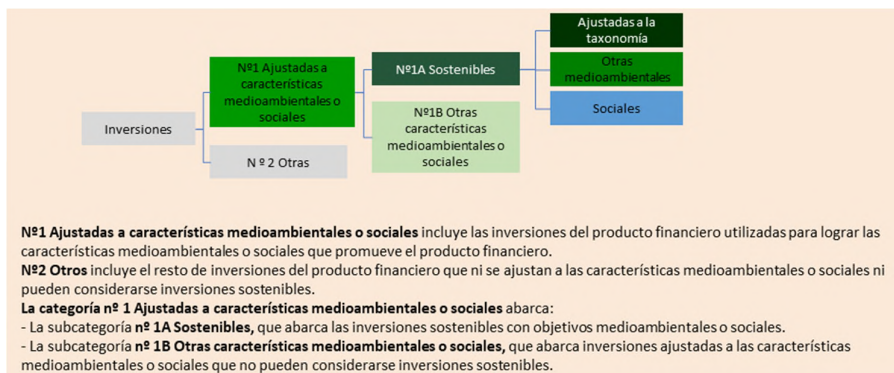 Inversiones
Nº1 Ajustadas a
características
medioambientales o
sociales
N º 2 Otras
Nº1A Sostenibles
Nº1B Otras
características
medioambientales o
sociales
Ajustadas a la
taxonomía
Otras
medioambientales
Sociales
Nº1 Ajustadas a características medioambientales o sociales incluye las inversiones del producto financiero utilizadas para lograr las
características medioambientales o sociales que promueve el producto financiero.
Nº2 Otros incluye el resto de inversiones del producto financiero que ni se ajustan a las características medioambientales o sociales ni
pueden considerarse inversiones sostenibles.
La categoría nº 1 Ajustadas a características medioambientales o sociales abarca:
- La subcategoría nº 1A Sostenibles, que abarca las inversiones sostenibles con objetivos medioambientales o sociales.
- La subcategoría nº 1B Otras características medioambientales o sociales, que abarca inversiones ajustadas a las características
medioambientales o sociales que no pueden considerarse inversiones sostenibles.